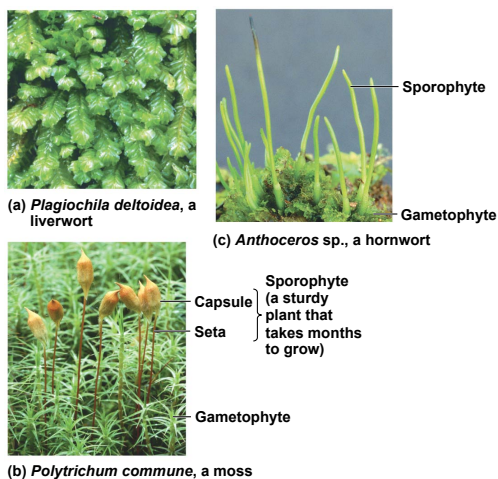 (a) Plagiochila deltoidea, a
liverwort
Sporophyte
Gametophyte
(c) Anthoceros sp., a hornwort
Capsule
Seta
Sporophyte
(a sturdy
plant that
takes months
to grow)
Gametophyte
(b) Polytrichum commune, a moss